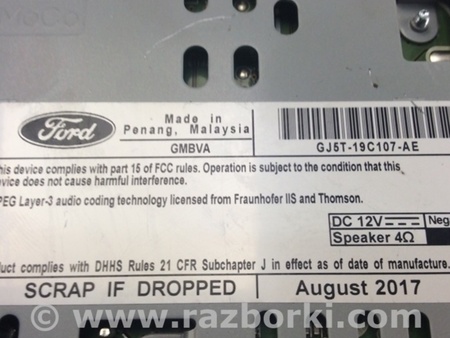 Ford
Made in
Penang, Malaysia
GMBVA
GJ5T-19C107-AE
his device complies with part 15 of FCC rules. Operation is subject to the condition that this
device does not cause harmful interference.
PEG Layer-3 audio coding technology licensed from Fraunhofer IIS and Thomson.
DC 12V
Neg
Speaker 4Ω
duct complies with DHHS Rules 21 CFR Subchapter J in effect as of date of manufacture.
SCRAP IF DROPPED
August 2017
www.razborki.com